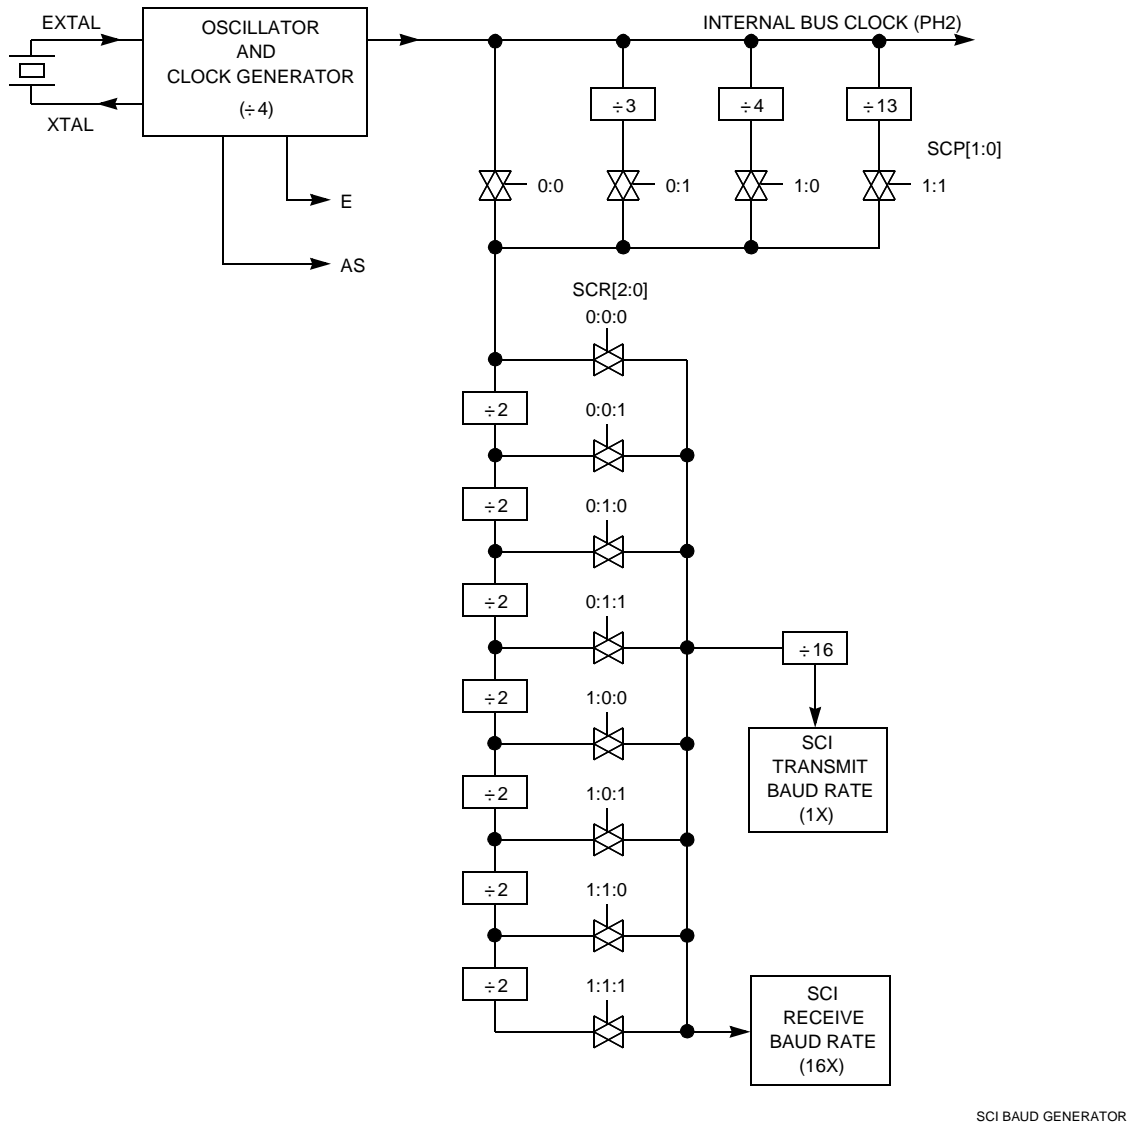 EXTAL
XTAL
OSCILLATOR
AND
CLOCK GENERATOR
(÷4)
E
AS
INTERNAL BUS CLOCK (PH2)
÷3
÷4
÷13
SCP[1:0]
0:0
0:1
1:0
1:1
SCR[2:0]
0:0:0
÷2
0:0:1
÷2
0:1:0
÷2
0:1:1
÷16
÷2
1:0:0
SCI
TRANSMIT
BAUD RATE
(1X)
÷2
1:0:1
÷2
1:1:0
÷2
1:1:1
SCI
RECEIVE
BAUD RATE
(16X)
SCI BAUD GENERATOR